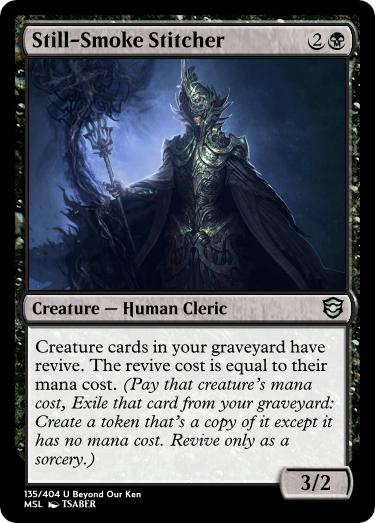 Still-Smoke Stitcher 2
Creature — Human Cleric
Creature cards in your graveyard have
revive. The revive cost is equal to their
mana cost. (Pay that creature's mana
cost, Exile that card from your graveyard:
Create a token that's a copy of it except it
has no mana cost. Revive only as a
sorcery.)
3/2
135/404 U Beyond Our Ken
MSL TSABER